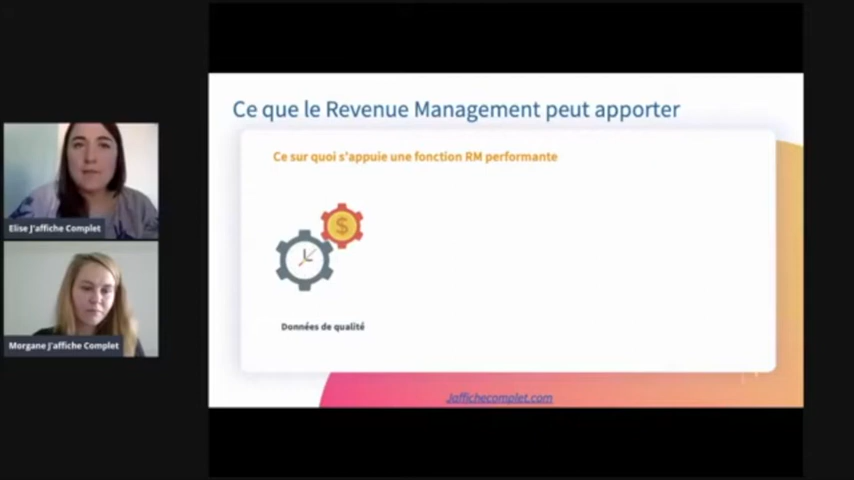 Ce que le Revenue Management peut apporter
Ce sur quoi s'appuie une fonction RM performante
$
Données de qualité
Elise J'affiche Complet
Morgane J'affiche Complet
Jaffichecomplet.com